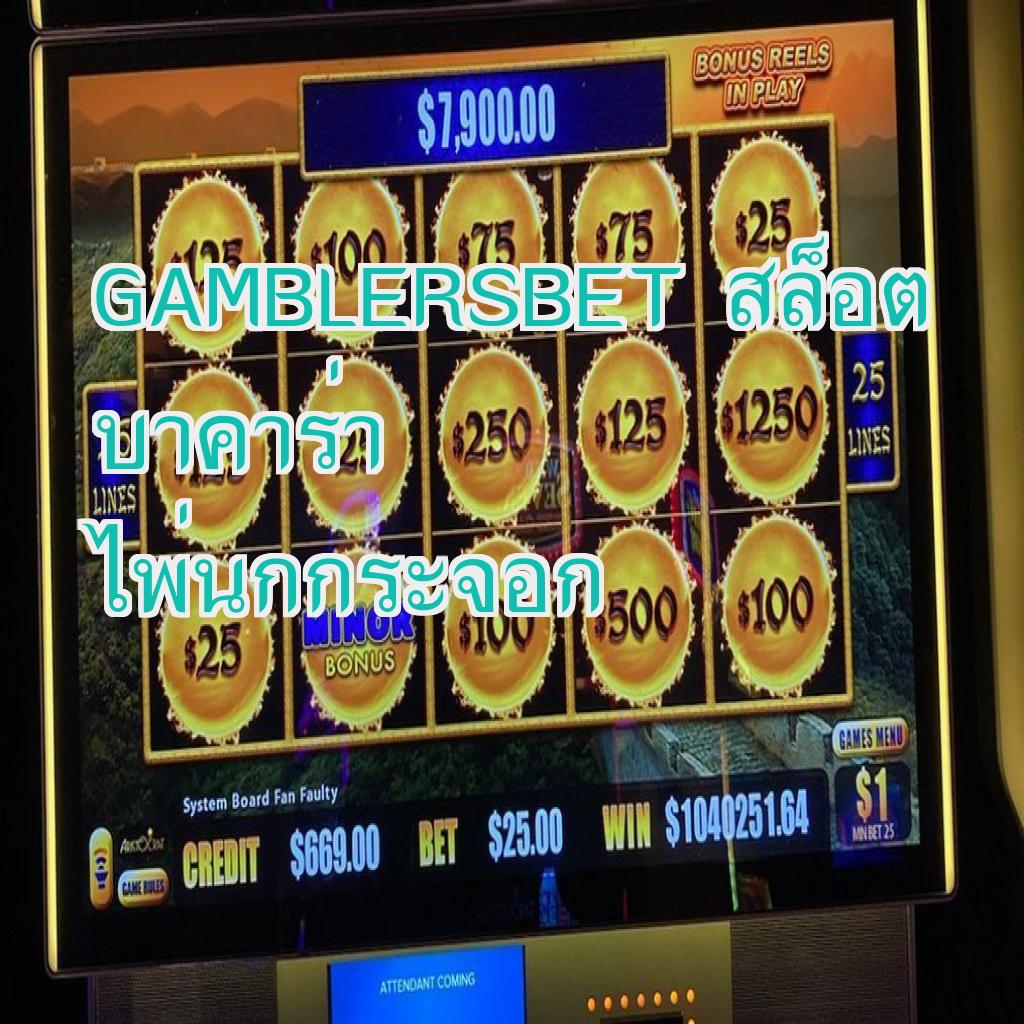 BONUS REELS
IN PLAY
$7,900.00
$125 $100 $75 $75 $25
GAMBLERSBET สล็อต
25
$250 $125 $1250
LINES LINES
บาคาร่า
ไพ่นกกระจอก
$25 MINOR $100 $500 $100
BONUS
GAMES MENU
System Board Fan Faulty
$1
MIN BET 25
ARISTOCRAT
CREDIT $669.00 BET $25.00 WIN $1040251.64
GAME RULES
ATTENDANT COMING